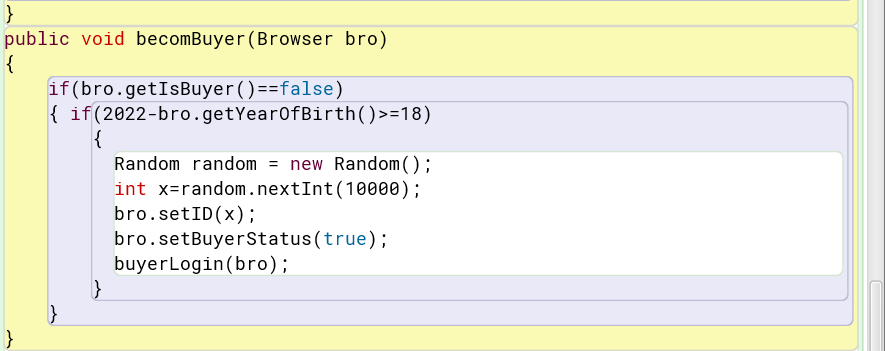 }
public void becomBuyer(Browser bro)
{
if(bro.getIsBuyer()==false)
{ if(2022-bro.getYearOfBirth()>=18)
{
Random random = new Random();
int x=random.nextInt(10000);
bro.setID(x);
bro.setBuyerStatus(true);
buyerLogin(bro);
}
}
}